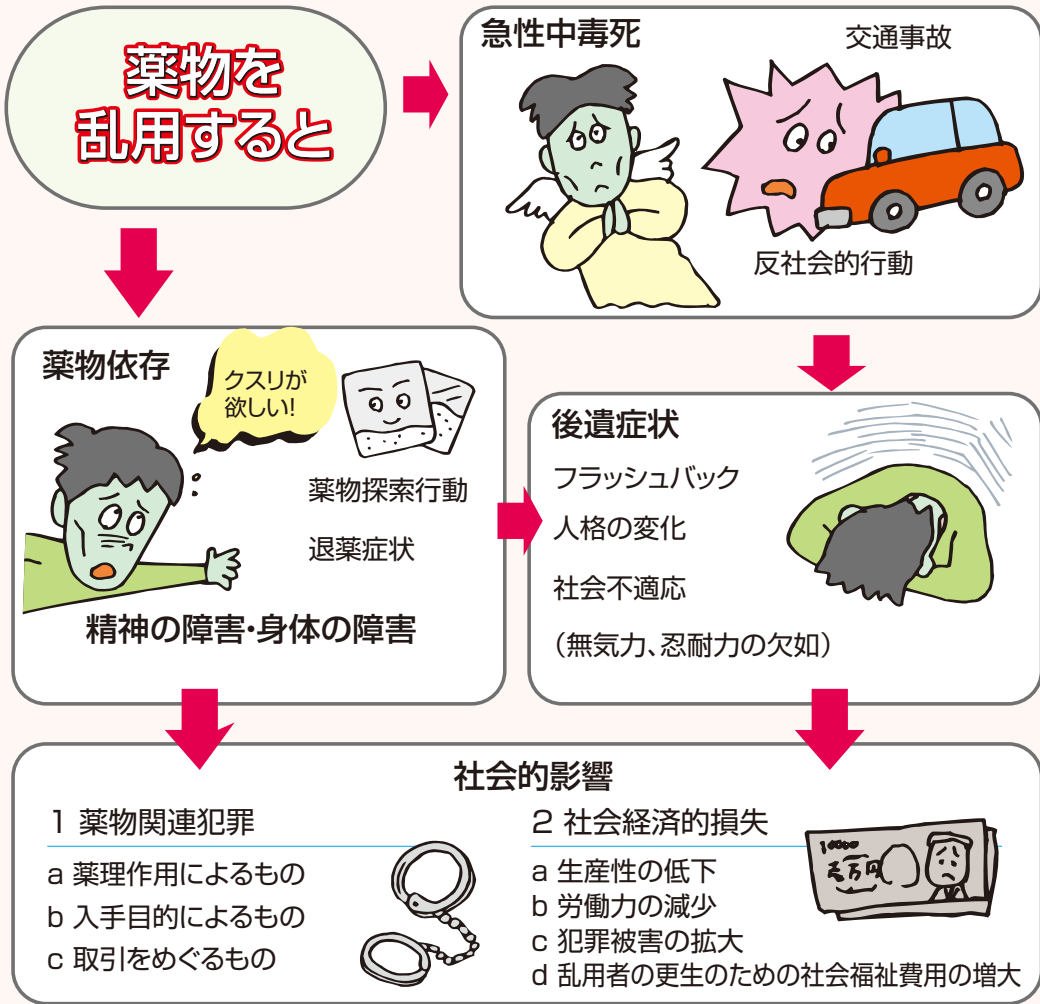 薬物を
乱用すると
急性中毒死
交通事故
反社会的行動
薬物依存
クスリが
欲しい!
薬物探索行動
退薬症状
精神の障害・身体の障害
後遺症状
フラッシュバック
人格の変化
社会不適応
（無気力、忍耐力の欠如）
社会的影響
1 薬物関連犯罪
a 薬理作用によるもの
b 入手目的によるもの
c 取引をめぐるもの
2 社会経済的損失
a 生産性の低下
b 労働力の減少
c 犯罪被害の拡大
d 乱用者の更生のための社会福祉費用の増大
10000
壱万円